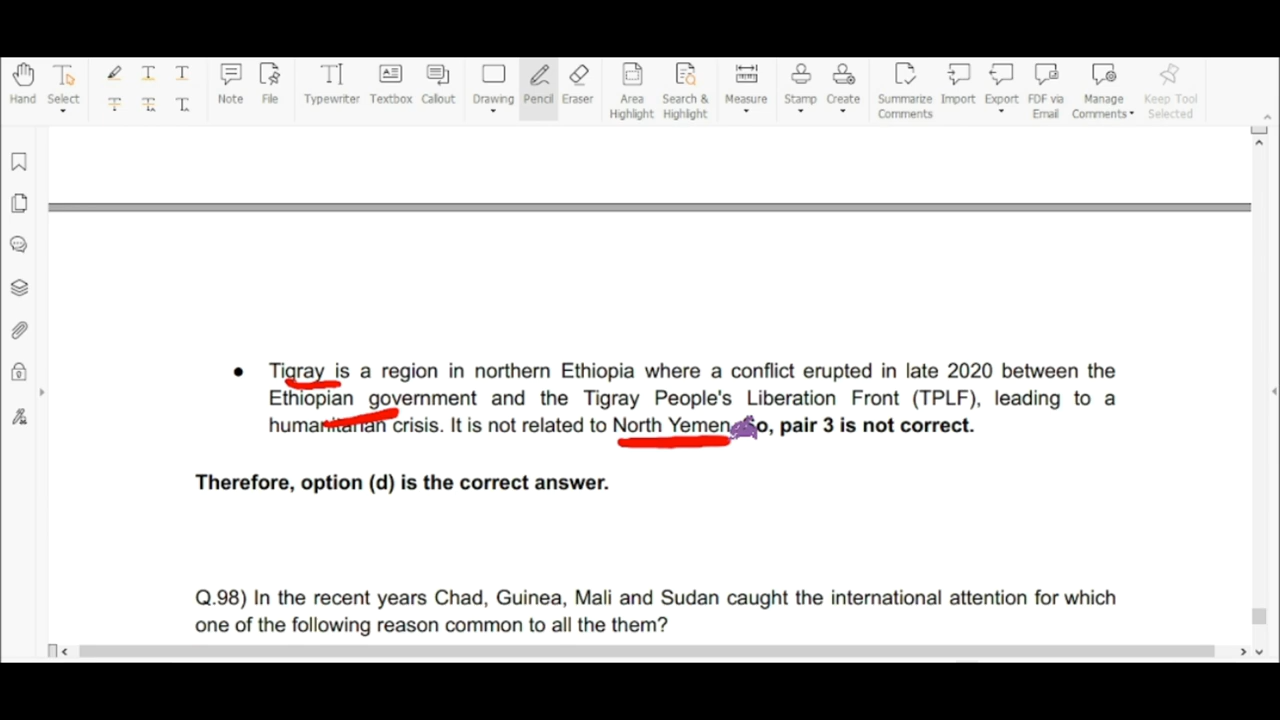 Hand Select Note File Typewriter Textbox Callout Drawing Pencil Eraser Area Highlight Search & Highlight Measure Stamp Create Summarize Comments Import Export FDF via Email Manage Comments Keep Tool Selected
● Tigray is a region in northern Ethiopia where a conflict erupted in late 2020 between the
Ethiopian government and the Tigray People's Liberation Front (TPLF), leading to a
humanitarian crisis. It is not related to North Yemen. So, pair 3 is not correct.
Therefore, option (d) is the correct answer.
Q.98) In the recent years Chad, Guinea, Mali and Sudan caught the international attention for which
one of the following reason common to all the them?